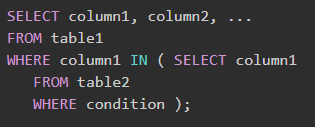 SELECT column1, column2, ...
FROM table1
WHERE column1 IN ( SELECT column1
FROM table2
WHERE condition );